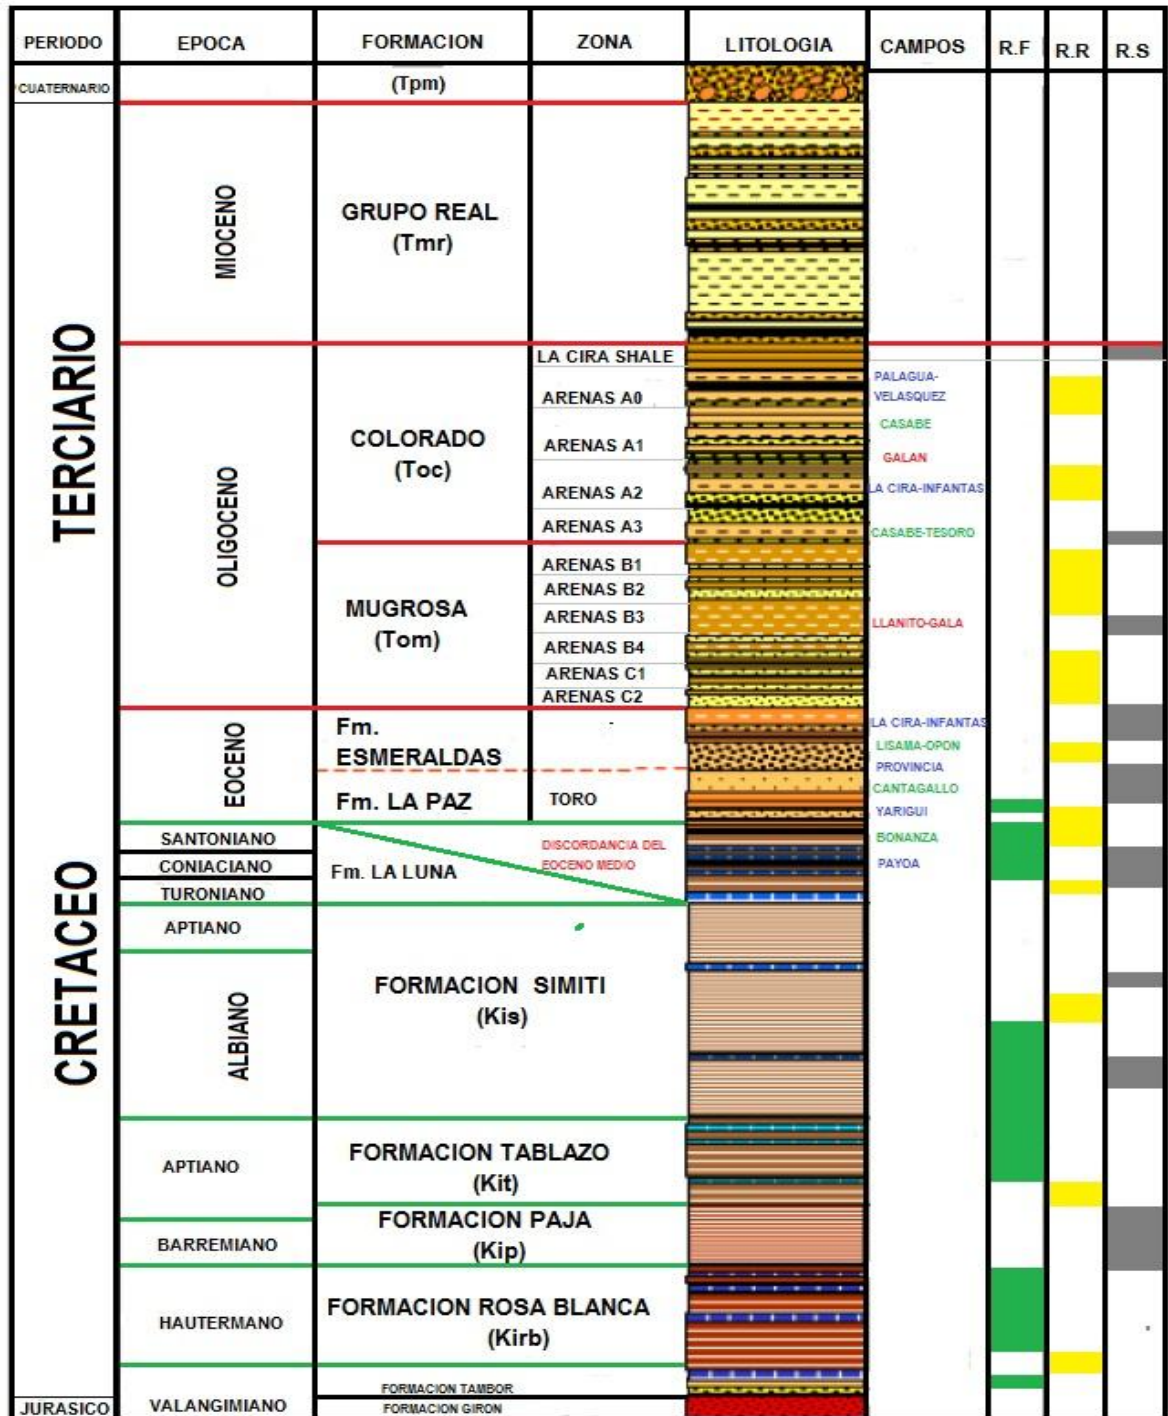 PERIODO EPOCA FORMACION ZONA LITOLOGIA CAMPOS R.F R.R R.S
CUATERNARIO (Tpm)
TERCIARIO
MIOCENO
GRUPO REAL
(Tmr)
OLIGOCENO
COLORADO
(Toc)
LA CIRA SHALE
ARENAS A0
ARENAS A1
ARENAS A2
ARENAS A3
PALAGUA-
VELASQUEZ
CASABE
GALAN
LA CIRA-INFANTAS
CASABE-TESORO
MUGROSA
(Tom)
ARENAS B1
ARENAS B2
ARENAS B3
ARENAS B4
ARENAS C1
ARENAS C2
LLANITO-GALA
EOCENO
Fm.
ESMERALDAS
Fm. LA PAZ
TORO
LA CIRA-INFANTAS
LISAMA-OPON
PROVINCIA
CANTAGALLO
YARIGUI
BONANZA
PAYOA
CRETACEO
SANTONIANO
CONIACIANO
TURONIANO
Fm. LA LUNA
DISCORDANCIA DEL
EOCENO MEDIO
APTIANO
ALBIANO
FORMACION SIMITI
(Kis)
APTIANO
FORMACION TABLAZO
(Kit)
BARREMIANO
FORMACION PAJA
(Kip)
HAUTERMANO
FORMACION ROSA BLANCA
(Kirb)
VALANGIMIANO
FORMACION TAMBOR
JURASICO
FORMACION GIRON